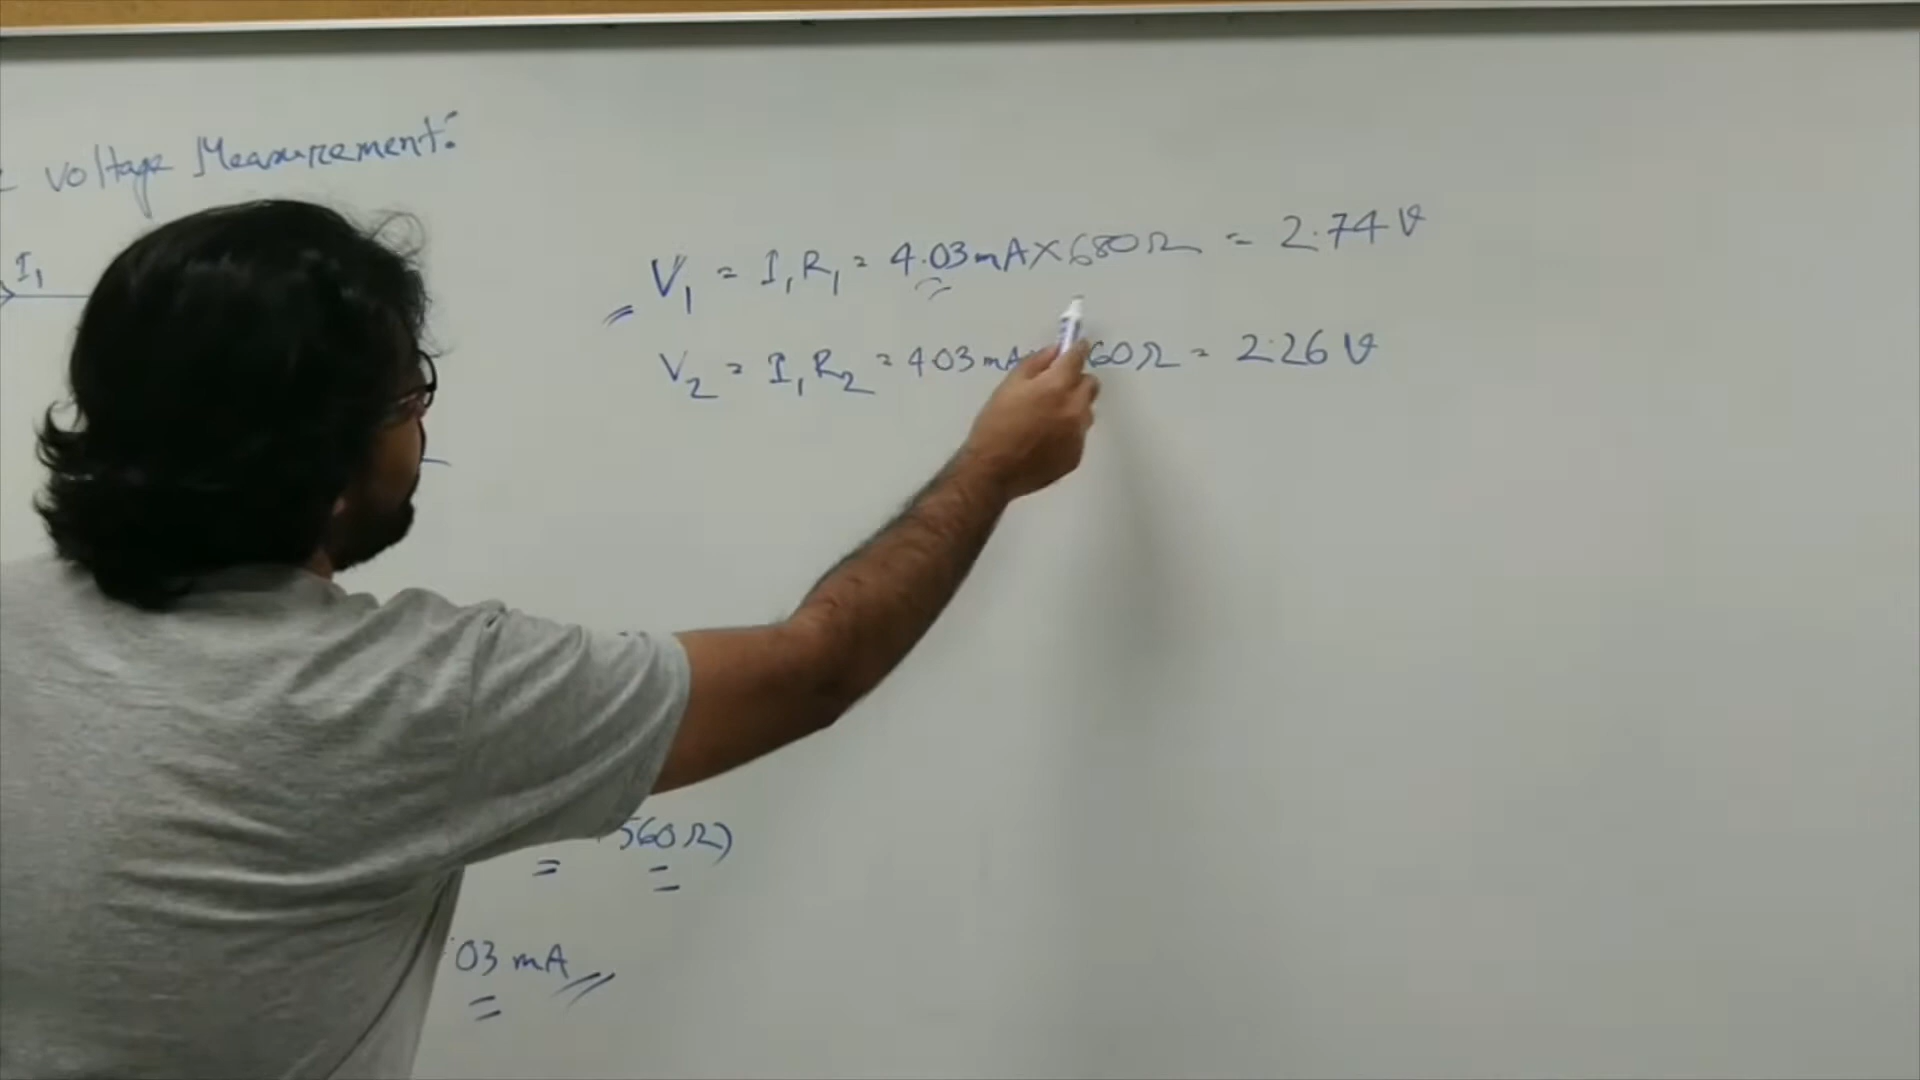 voltage Measurement:
I₁
V₁ = I₁R₁ = 4.03mA×680Ω = 2.74V
V₂ = I₁R₂ = 4.03mA 60Ω = 2.26V
560Ω)
03 mA